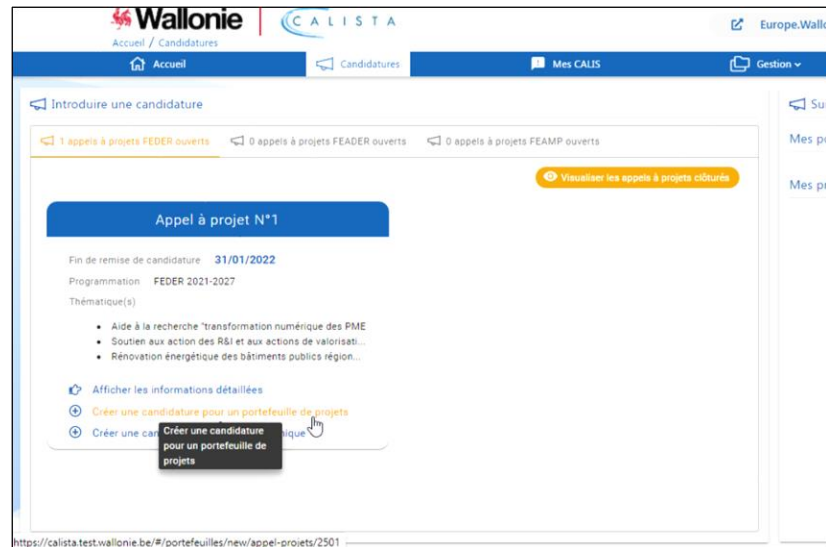 Wallonie
CALISTA
Europe.Wallo
Accueil / Candidatures
Accueil
Candidatures
Mes CALIS
Gestion
Introduire une candidature
Su
1 appels à projets FEDER ouverts
0 appels à projets FEADER ouverts
0 appels à projets FEAMP ouverts
Mes po
Visualiser les appels à projets clôturés
Mes pr
Appel à projet N°1
Fin de remise de candidature 31/01/2022
Programmation FEDER 2021-2027
Thématique(s)
• Aide à la recherche "transformation numérique des PME
• Soutien aux action des R&I et aux actions de valorisati...
• Rénovation énergétique des bâtiments publics région...
Afficher les informations détaillées
Créer une candidature pour un portefeuille de projets
Créer une can
ique
Créer une candidature
pour un portefeuille de
projets
https://calista.test.wallonie.be/#/portefeuilles/new/appel-projets/2501